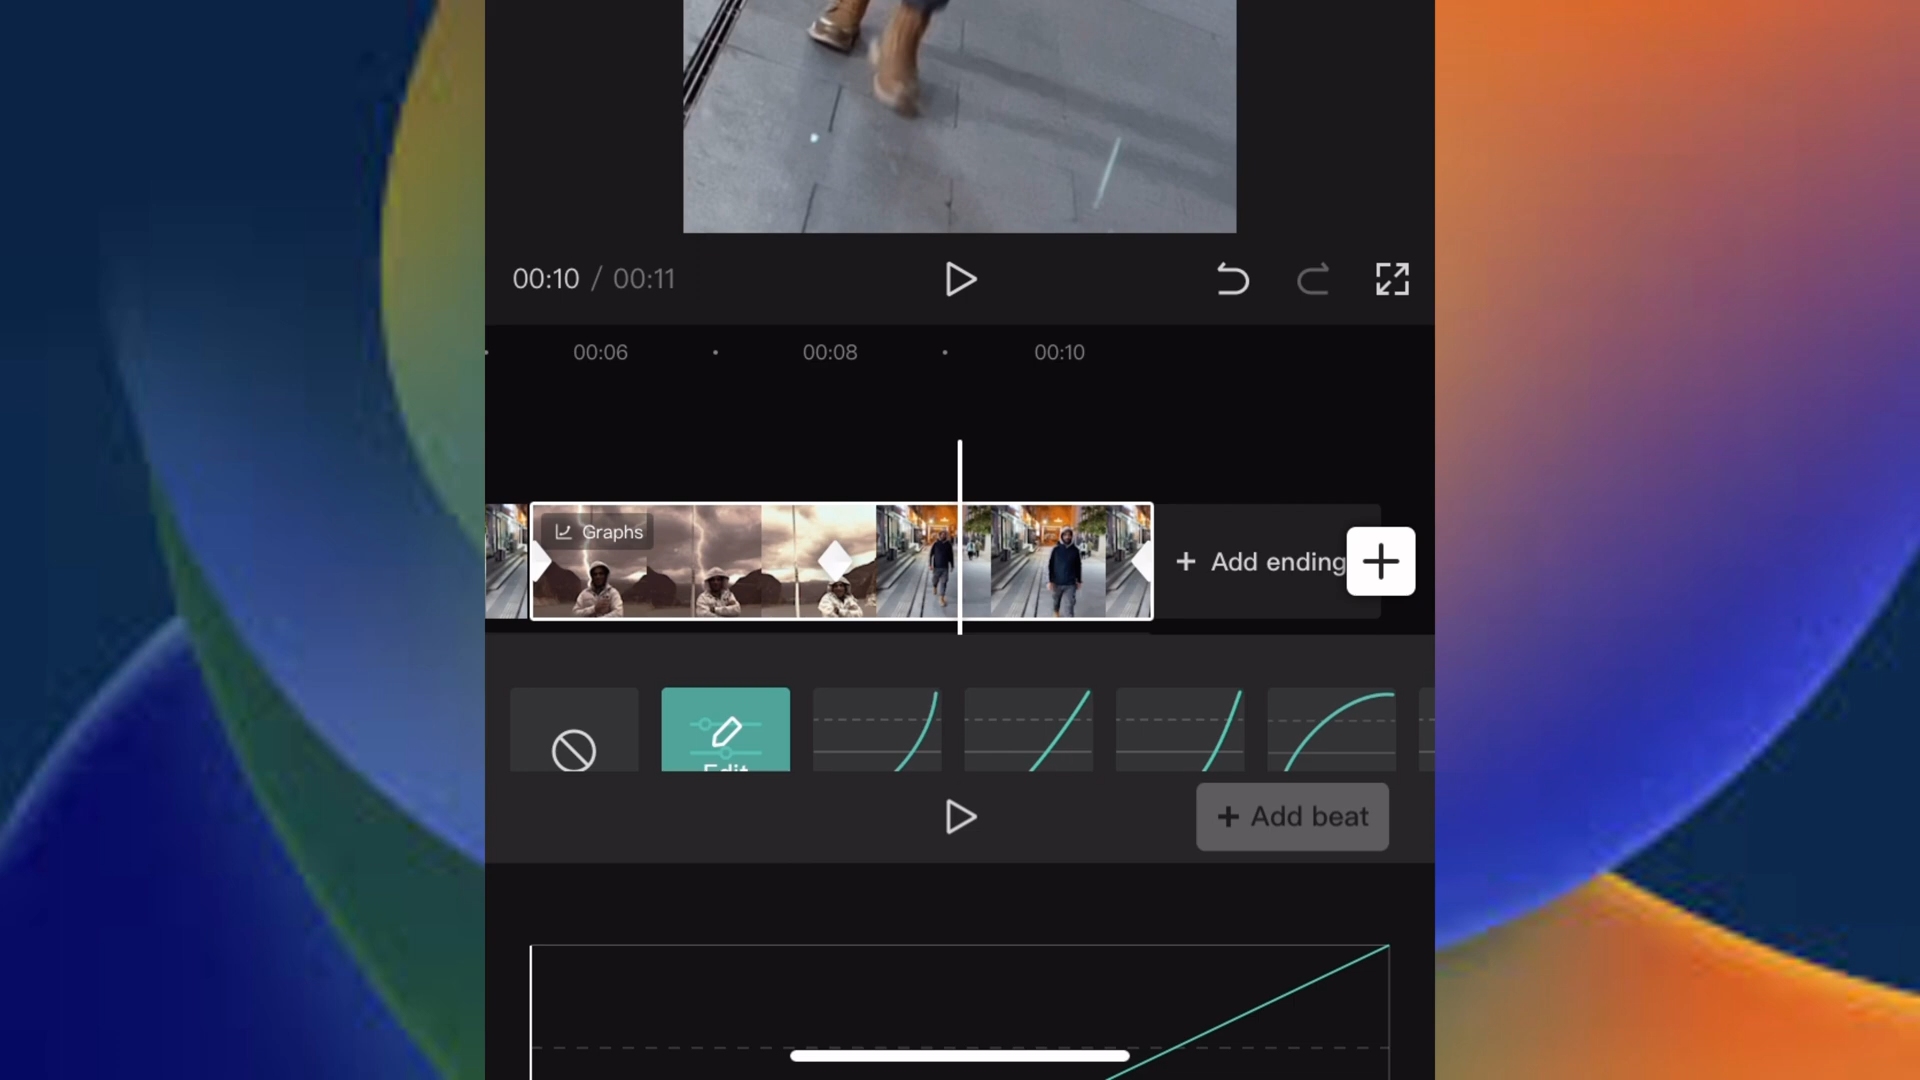 00:10 / 00:11
00:06
00:08
00:10
Graphs
+ Add ending
Edit
+ Add beat